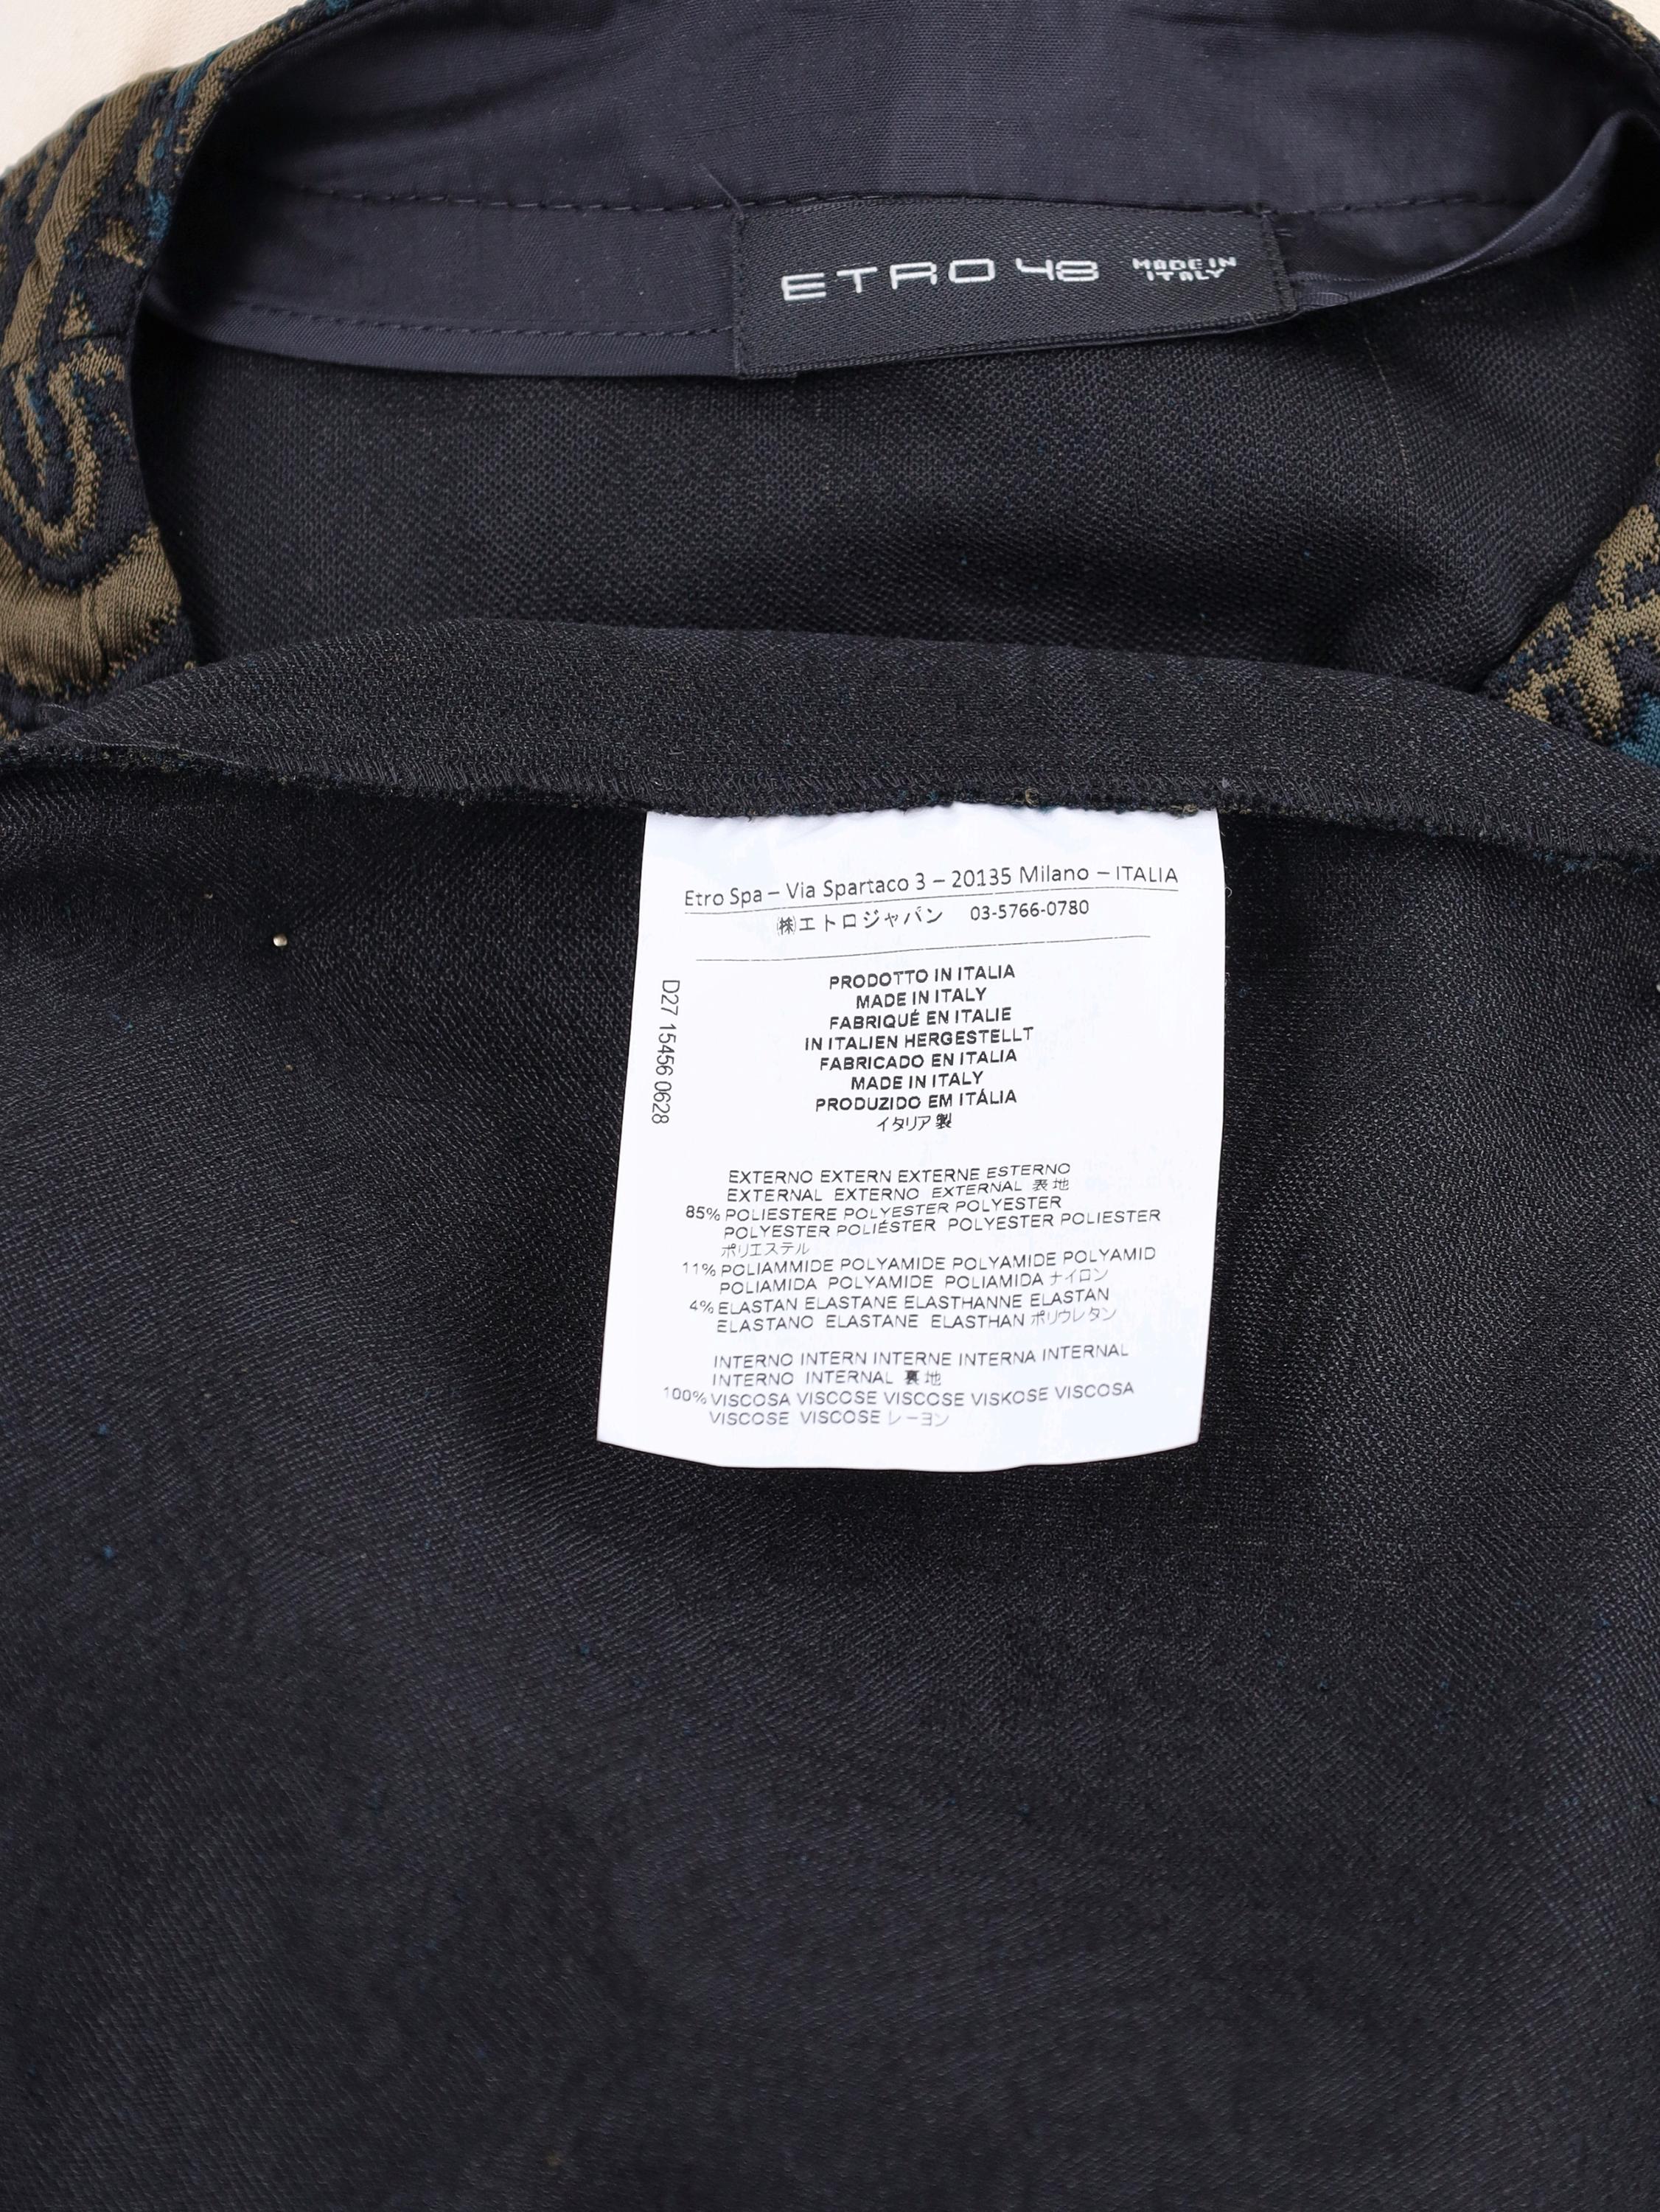 ETRO 48 MADE IN
ITALY
Etro Spa – Via Spartaco 3 – 20135 Milano – ITALIA
㈱エトロジャパン 03-5766-0780
D27 15456 0628
PRODOTTO IN ITALIA
MADE IN ITALY
FABRIQUÉ EN ITALIE
IN ITALIEN HERGESTELLT
FABRICADO EN ITALIA
MADE IN ITALY
PRODUZIDO EM ITÁLIA
イタリア製
EXTERNO EXTERN EXTERNE ESTERNO
EXTERNAL EXTERNO EXTERNAL 表地
85% POLIESTERE POLYESTER POLYESTER
POLYESTER POLIÉSTER POLYESTER POLIESTER
ポリエステル
11% POLIAMMIDE POLYAMIDE POLYAMIDE POLYAMID
POLIAMIDA POLYAMIDE POLIAMIDA ナイロン
4% ELASTAN ELASTANE ELASTHANNE ELASTAN
ELASTANO ELASTANE ELASTHAN ポリウレタン
INTERNO INTERN INTERNE INTERNA INTERNAL
INTERNO INTERNAL 裏地
100% VISCOSA VISCOSE VISCOSE VISKOSE VISCOSA
VISCOSE VISCOSE レーヨン